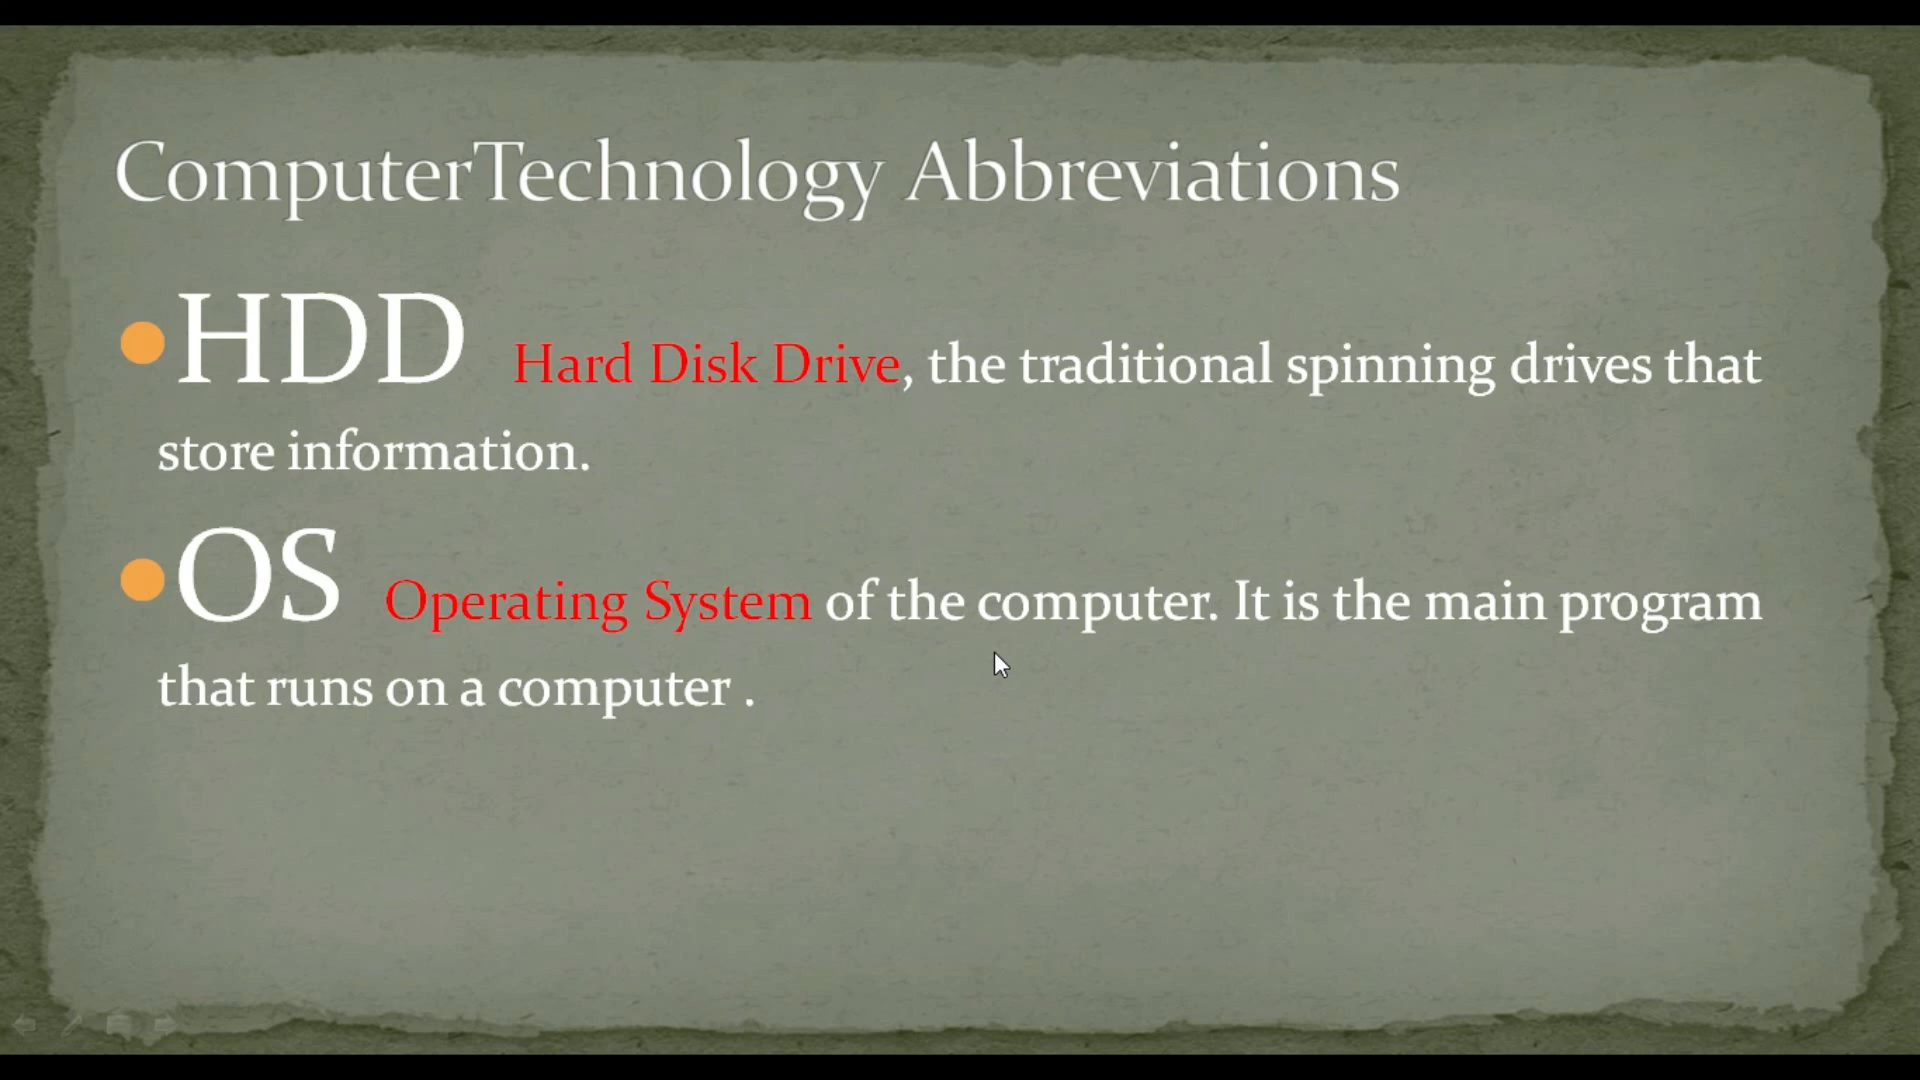 ComputerTechnology Abbreviations
HDD Hard Disk Drive, the traditional spinning drives that
store information.
OS Operating System of the computer. It is the main program
that runs on a computer .